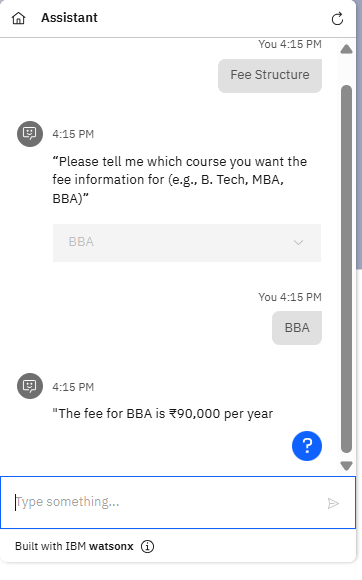 Assistant
You 4:15 PM
Fee Structure
4:15 PM
“Please tell me which course you want the
fee information for (e.g., B. Tech, MBA,
BBA)”
BBA
You 4:15 PM
BBA
4:15 PM
"The fee for BBA is ₹90,000 per year
?
Type something...
Built with IBM watsonx